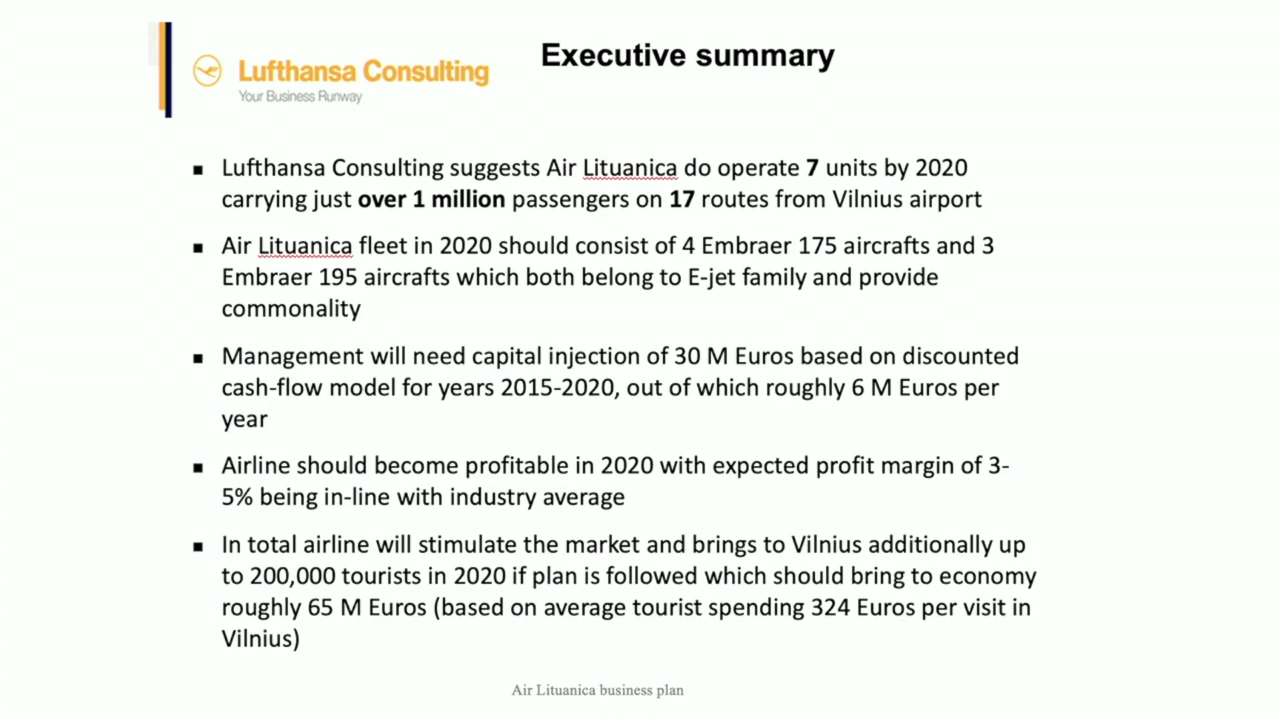 Executive summary
Lufthansa Consulting
Your Business Runway
▪ Lufthansa Consulting suggests Air Lituanica do operate 7 units by 2020
carrying just over 1 million passengers on 17 routes from Vilnius airport
▪ Air Lituanica fleet in 2020 should consist of 4 Embraer 175 aircrafts and 3
Embraer 195 aircrafts which both belong to E-jet family and provide
commonality
▪ Management will need capital injection of 30 M Euros based on discounted
cash-flow model for years 2015-2020, out of which roughly 6 M Euros per
year
▪ Airline should become profitable in 2020 with expected profit margin of 3-
5% being in-line with industry average
▪ In total airline will stimulate the market and brings to Vilnius additionally up
to 200,000 tourists in 2020 if plan is followed which should bring to economy
roughly 65 M Euros (based on average tourist spending 324 Euros per visit in
Vilnius)
Air Lituanica business plan